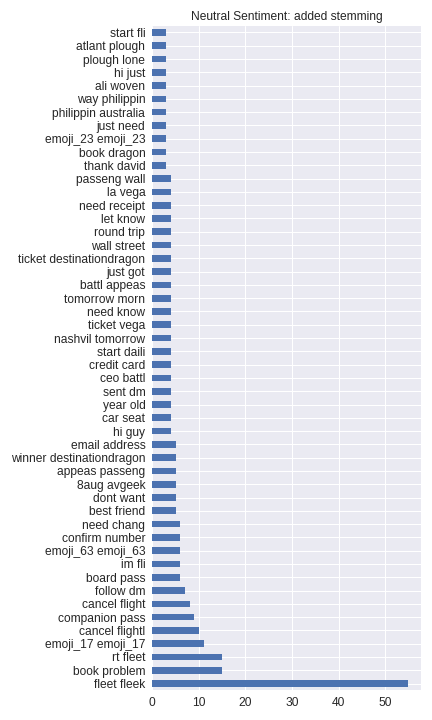 Neutral Sentiment: added stemming
start fli
atlant plough
plough lone
hi just
ali woven
way philippin
philippin australia
just need
emoji_23 emoji_23
book dragon
thank david
passeng wall
la vega
need receipt
let know
round trip
wall street
ticket destinationdragon
just got
battl appeas
tomorrow morn
need know
ticket vega
nashvil tomorrow
start daili
credit card
ceo battl
sent dm
year old
car seat
hi guy
email address
winner destinationdragon
appeas passeng
8aug avgeek
dont want
best friend
need chang
confirm number
emoji_63 emoji_63
im fli
board pass
follow dm
cancel flight
companion pass
cancel flightl
emoji_17 emoji_17
rt fleet
book problem
fleet fleek
0 10 20 30 40 50